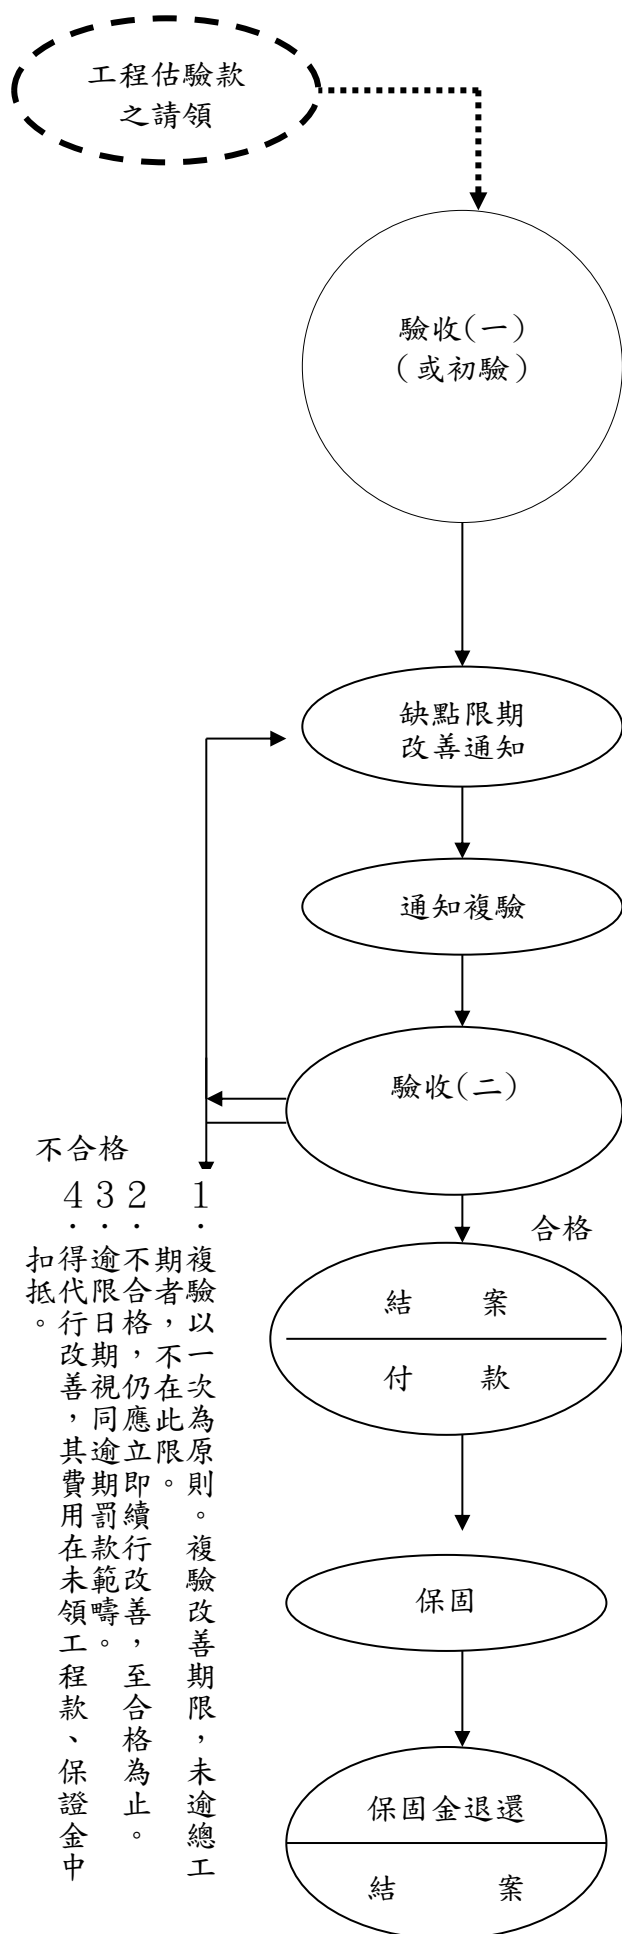 工程估驗款
之請領
驗收(一)
(或初驗)
缺點限期
改善通知
通知複驗
驗收(二)
不合格
合格
1．複驗以一次為原則。複驗改善期限，未逾總工
期者，不在此限。
2．不合格，仍應立即續行改善，至合格為止。
3．逾限日期視同逾期罰款範疇。
4．得代行改善，其費用在未領工程款、保證金中
扣抵。
結　案
付　款
保固
保固金退還
結　案